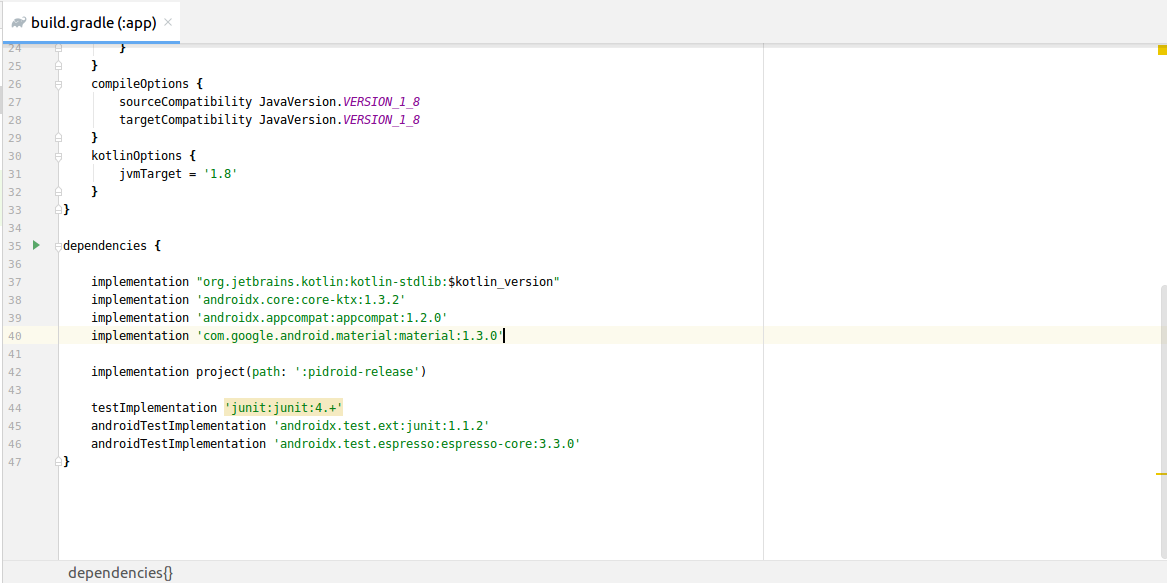 build.gradle (:app)
24 }
25 }
26 compileOptions {
27 sourceCompatibility JavaVersion.VERSION_1_8
28 targetCompatibility JavaVersion.VERSION_1_8
29 }
30 kotlinOptions {
31 jvmTarget = '1.8'
32 }
33 }
34
35 dependencies {
36
37 implementation "org.jetbrains.kotlin:kotlin-stdlib:$kotlin_version"
38 implementation 'androidx.core:core-ktx:1.3.2'
39 implementation 'androidx.appcompat:appcompat:1.2.0'
40 implementation 'com.google.android.material:material:1.3.0'
41
42 implementation project(path: ':pidroid-release')
43
44 testImplementation 'junit:junit:4.+'
45 androidTestImplementation 'androidx.test.ext:junit:1.1.2'
46 androidTestImplementation 'androidx.test.espresso:espresso-core:3.3.0'
47 }
dependencies{}